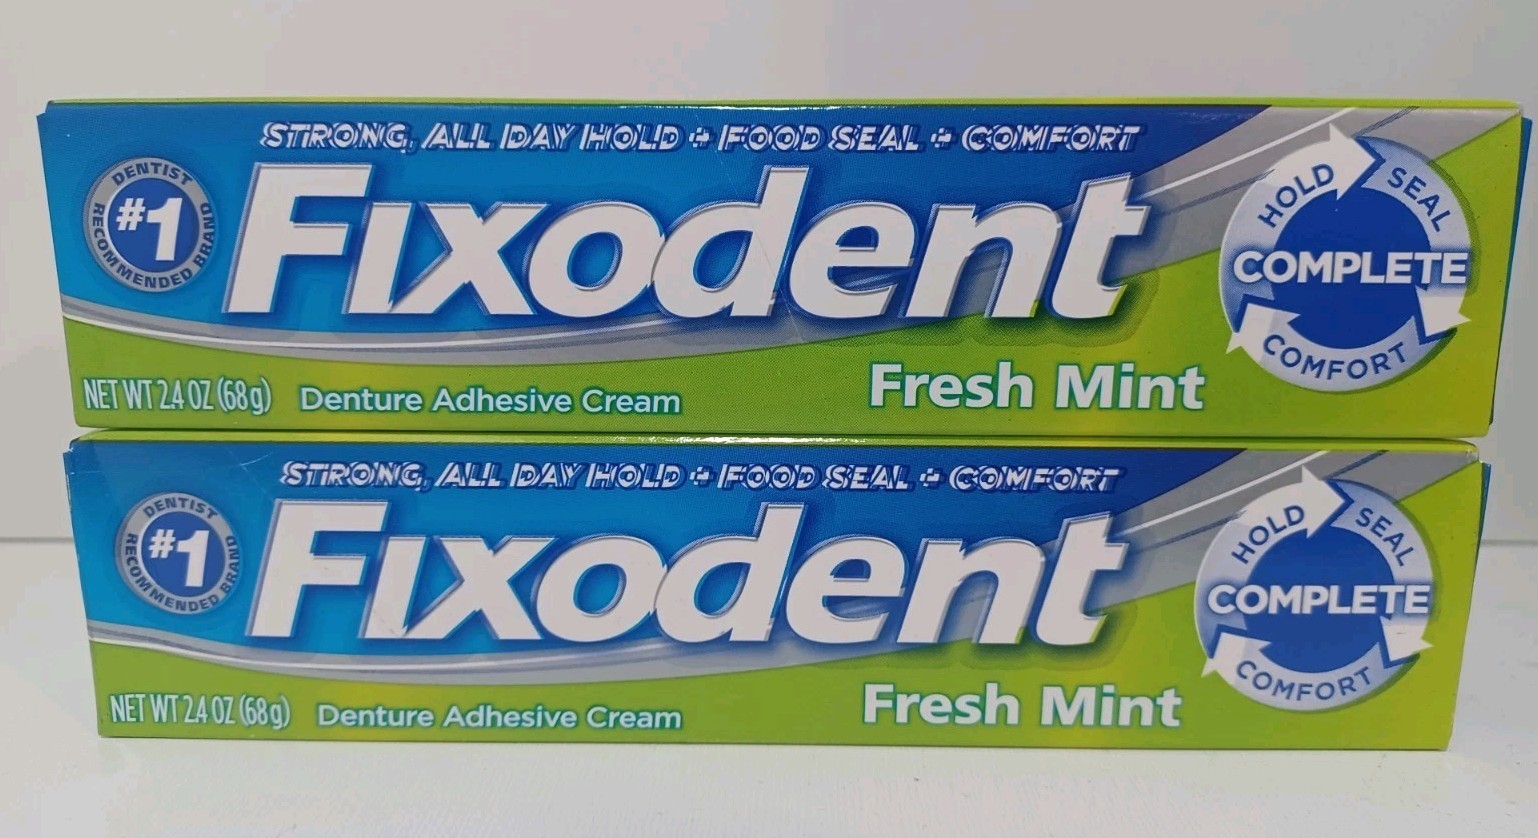 STRONG, ALL DAY HOLD + FOOD SEAL + COMFORT
DENTIST
#1
RECOMMENDED BRAND
Fixodent
HOLD
SEAL
COMPLETE
COMFORT
NET WT 2.4 OZ (68g)
Denture Adhesive Cream
Fresh Mint
STRONG, ALL DAY HOLD + FOOD SEAL + COMFORT
DENTIST
#1
RECOMMENDED BRAND
Fixodent
HOLD
SEAL
COMPLETE
COMFORT
NET WT 2.4 OZ (68g)
Denture Adhesive Cream
Fresh Mint